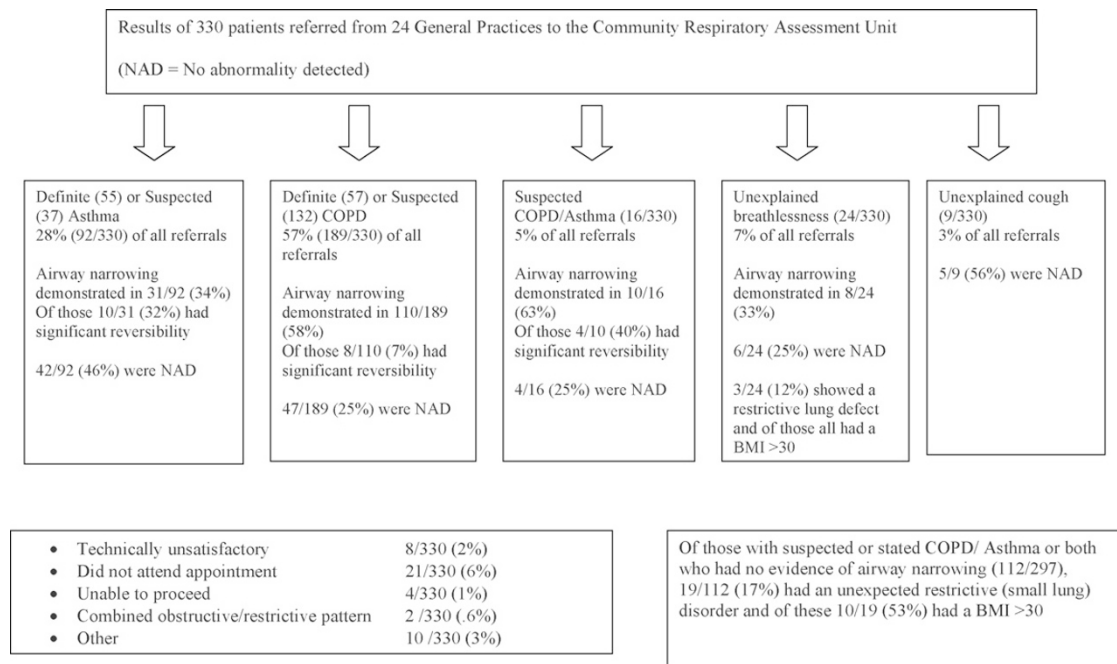 Results of 330 patients referred from 24 General Practices to the Community Respiratory Assessment Unit
(NAD = No abnormality detected)
Definite (55) or Suspected
(37) Asthma
28% (92/330) of all referrals
Airway narrowing
demonstrated in 31/92 (34%)
Of those 10/31 (32%) had
significant reversibility
42/92 (46%) were NAD
Definite (57) or Suspected
(132) COPD
57% (189/330) of all
referrals
Airway narrowing
demonstrated in 110/189
(58%)
Of those 8/110 (7%) had
significant reversibility
47/189 (25%) were NAD
Suspected
COPD/Asthma (16/330)
5% of all referrals
Airway narrowing
demonstrated in 10/16
(63%)
Of those 4/10 (40%) had
significant reversibility
4/16 (25%) were NAD
Unexplained
breathlessness (24/330)
7% of all referrals
Airway narrowing
demonstrated in 8/24
(33%)
6/24 (25%) were NAD
3/24 (12%) showed a
restrictive lung defect
and of those all had a
BMI >30
Unexplained cough
(9/330)
3% of all referrals
5/9 (56%) were NAD
• Technically unsatisfactory 8/330 (2%)
• Did not attend appointment 21/330 (6%)
• Unable to proceed 4/330 (1%)
• Combined obstructive/restrictive pattern 2 /330 (.6%)
• Other 10 /330 (3%)
Of those with suspected or stated COPD/ Asthma or both
who had no evidence of airway narrowing (112/297),
19/112 (17%) had an unexpected restrictive (small lung)
disorder and of these 10/19 (53%) had a BMI >30